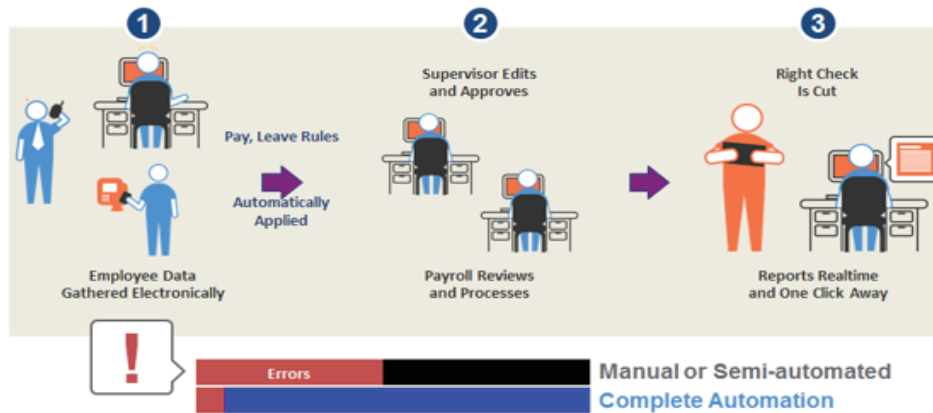 1
2
3
Supervisor Edits
and Approves
Right Check
Is Cut
Pay, Leave Rules
Automatically
Applied
Employee Data
Gathered Electronically
Payroll Reviews
and Processes
Reports Realtime
and One Click Away
!
Errors
Manual or Semi-automated
Complete Automation